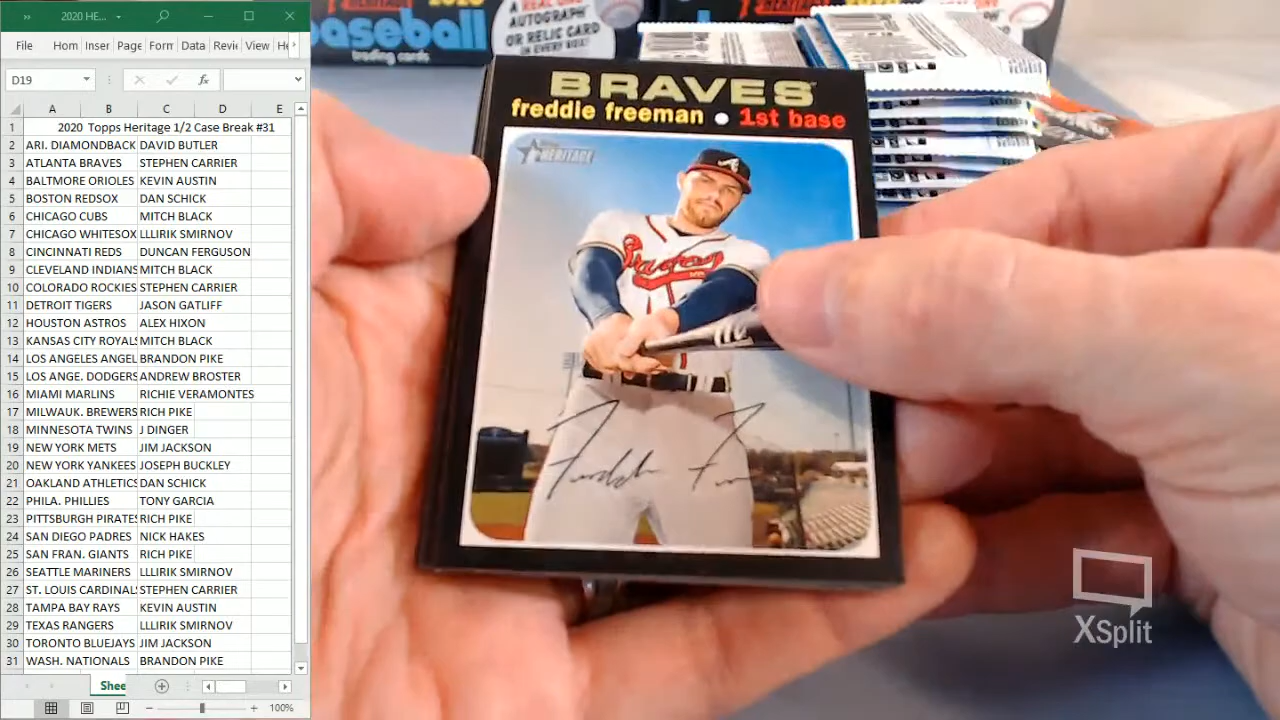 2020 HE...
File Hom Inser Page Form Data Revie View He
D19
fx
A B C D E
1 2020 Topps Heritage 1/2 Case Break #31
2 ARI. DIAMONDBACK DAVID BUTLER
3 ATLANTA BRAVES STEPHEN CARRIER
4 BALTMORE ORIOLES KEVIN AUSTIN
5 BOSTON REDSOX DAN SCHICK
6 CHICAGO CUBS MITCH BLACK
7 CHICAGO WHITESOX LLLIRIK SMIRNOV
8 CINCINNATI REDS DUNCAN FERGUSON
9 CLEVELAND INDIANS MITCH BLACK
10 COLORADO ROCKIES STEPHEN CARRIER
11 DETROIT TIGERS JASON GATLIFF
12 HOUSTON ASTROS ALEX HIXON
13 KANSAS CITY ROYALS MITCH BLACK
14 LOS ANGELES ANGEL BRANDON PIKE
15 LOS ANGE. DODGERS ANDREW BROSTER
16 MIAMI MARLINS RICHIE VERAMONTES
17 MILWAUK. BREWERS RICH PIKE
18 MINNESOTA TWINS J DINGER
19 NEW YORK METS JIM JACKSON
20 NEW YORK YANKEES JOSEPH BUCKLEY
21 OAKLAND ATHLETICS DAN SCHICK
22 PHILA. PHILLIES TONY GARCIA
23 PITTSBURGH PIRATES RICH PIKE
24 SAN DIEGO PADRES NICK HAKES
25 SAN FRAN. GIANTS RICH PIKE
26 SEATTLE MARINERS LLLIRIK SMIRNOV
27 ST. LOUIS CARDINALS STEPHEN CARRIER
28 TAMPA BAY RAYS KEVIN AUSTIN
29 TEXAS RANGERS LLLIRIK SMIRNOV
30 TORONTO BLUEJAYS JIM JACKSON
31 WASH. NATIONALS BRANDON PIKE
Shee
100%
baseball
trading cards
A REAL ONE
AUTOGRAPH
OR RELIC CARD
IN EVERY BOX!
BRAVES
freddie freeman • 1st base
HERITAGE
Braves
XSplit